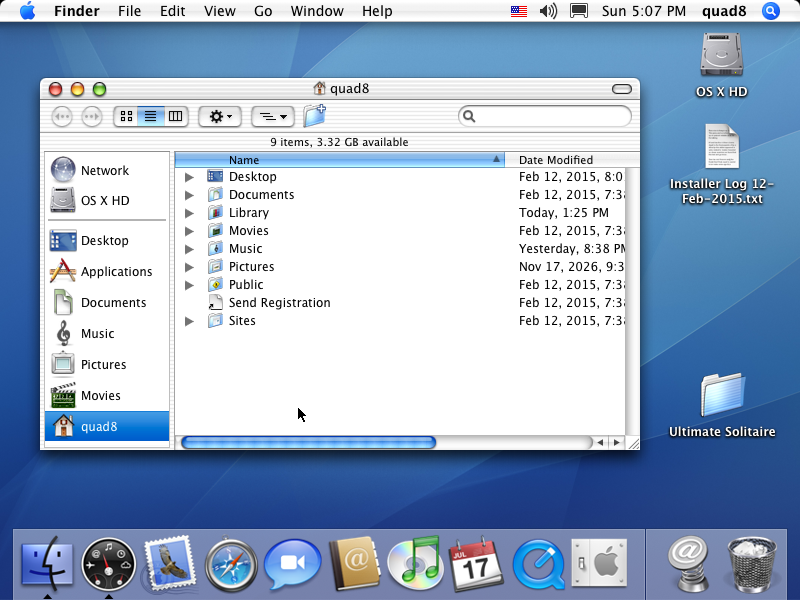 Finder File Edit View Go Window Help Sun 5:07 PM quad8
OS X HD
Installer Log 12-
Feb-2015.txt
Ultimate Solitaire
quad8
9 items, 3.32 GB available
Network
OS X HD
Desktop
Applications
Documents
Music
Pictures
Movies
quad8
Name Date Modified
Desktop Feb 12, 2015, 8:0
Documents Feb 12, 2015, 7:3
Library Today, 1:25 PM
Movies Feb 12, 2015, 7:3
Music Yesterday, 8:38 PM
Pictures Nov 17, 2026, 9:3
Public Feb 12, 2015, 7:3
Send Registration Feb 12, 2015, 7:3
Sites Feb 12, 2015, 7:3
@
JUL
17
@